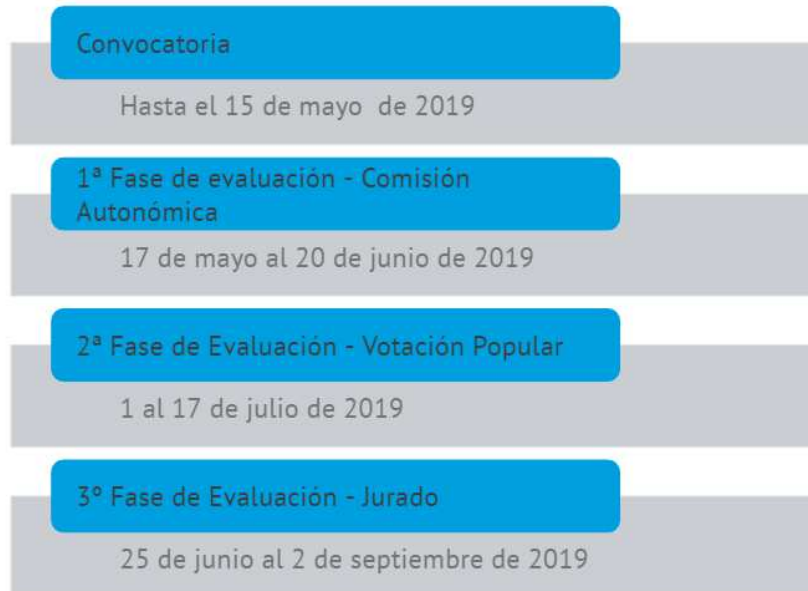 Convocatoria
Hasta el 15 de mayo de 2019
1ª Fase de evaluación - Comisión
Autonómica
17 de mayo al 20 de junio de 2019
2ª Fase de Evaluación - Votación Popular
1 al 17 de julio de 2019
3º Fase de Evaluación - Jurado
25 de junio al 2 de septiembre de 2019